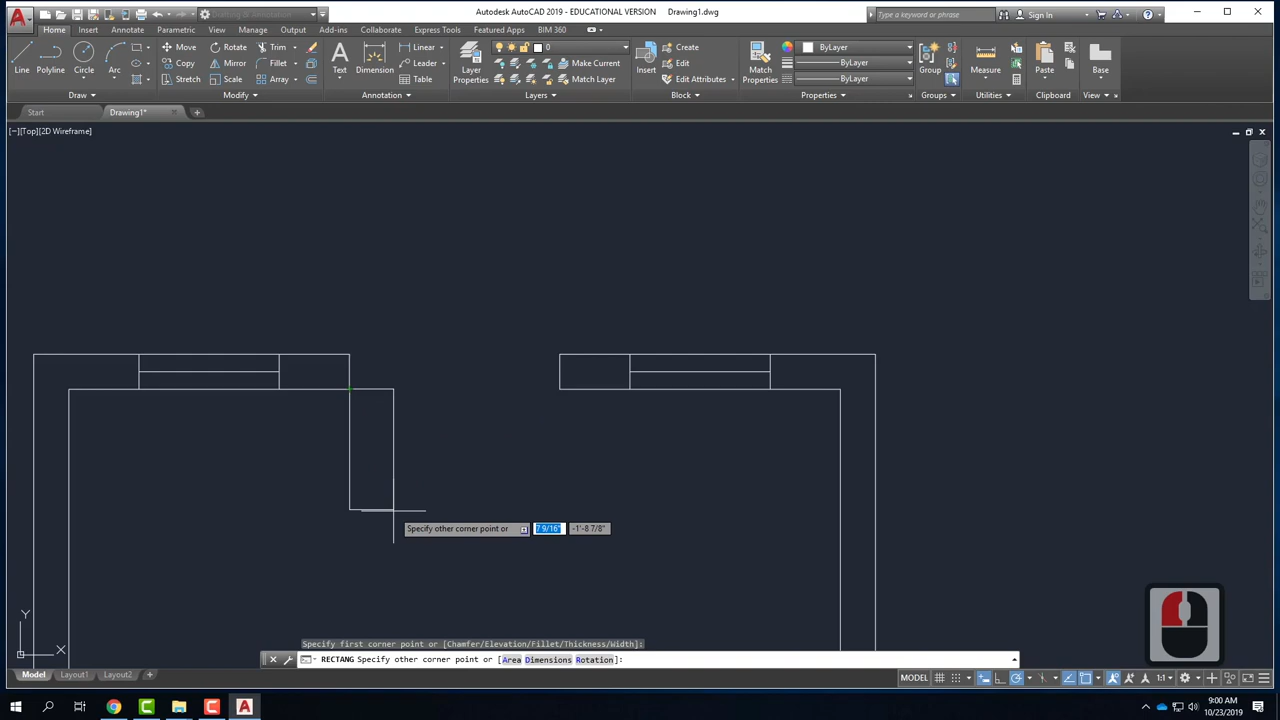 Drafting & Annotation
Autodesk AutoCAD 2019 - EDUCATIONAL VERSION Drawing1.dwg
Type a keyword or phrase
Sign In
Home Insert Annotate Parametric View Manage Output Add-ins Collaborate Express Tools Featured Apps BIM 360
Move Rotate Trim Linear 0 Create ByLayer
Line Polyline Circle Arc Copy Mirror Fillet Text Dimension Leader Layer Properties Make Current Insert Edit Match Properties ByLayer Group Measure Paste Base
Stretch Scale Array Table Match Layer Edit Attributes ByLayer
Draw Modify Annotation Layers Block Properties Groups Utilities Clipboard View
Start Drawing1*
[−][Top][2D Wireframe]
Specify other corner point or 7 9/16" -1'-8 7/8"
Y
X
Specify first corner point or [Chamfer/Elevation/Fillet/Thickness/Width]:
RECTANG Specify other corner point or [Area Dimensions Rotation]:
Model Layout1 Layout2 +
MODEL 1:1
9:00 AM
10/23/2019